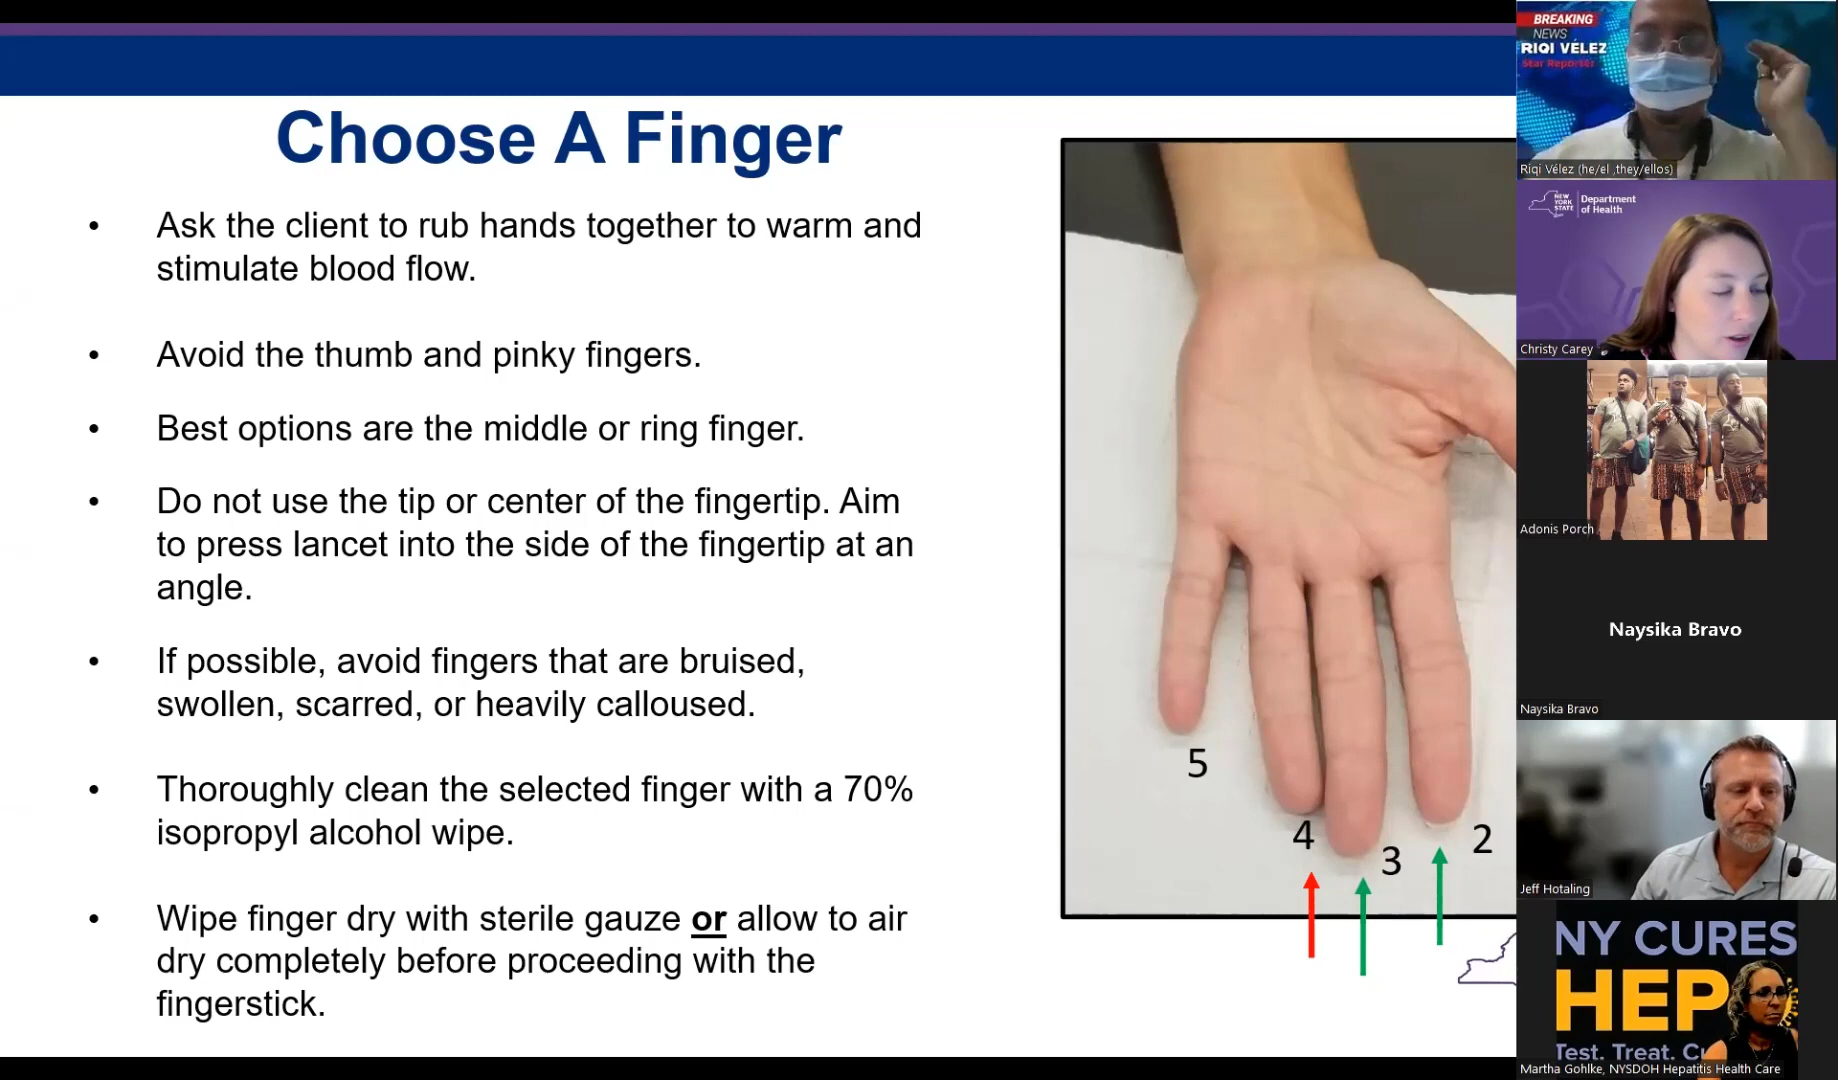 Choose A Finger
• Ask the client to rub hands together to warm and
stimulate blood flow.
• Avoid the thumb and pinky fingers.
• Best options are the middle or ring finger.
• Do not use the tip or center of the fingertip. Aim
to press lancet into the side of the fingertip at an
angle.
• If possible, avoid fingers that are bruised,
swollen, scarred, or heavily calloused.
• Thoroughly clean the selected finger with a 70%
isopropyl alcohol wipe.
• Wipe finger dry with sterile gauze or allow to air
dry completely before proceeding with the
fingerstick.
5
4
3
2
BREAKING
NEWS
RIQI VÉLEZ
Star Reporter
Riqi Vélez (he/el ,they/ellos)
NEW
YORK
STATE
Department
of Health
Christy Carey
Adonis Porch
Naysika Bravo
Naysika Bravo
Jeff Hotaling
NY CURES
HEP
Test. Treat. Cu
Martha Gohlke, NYSDOH Hepatitis Health Care